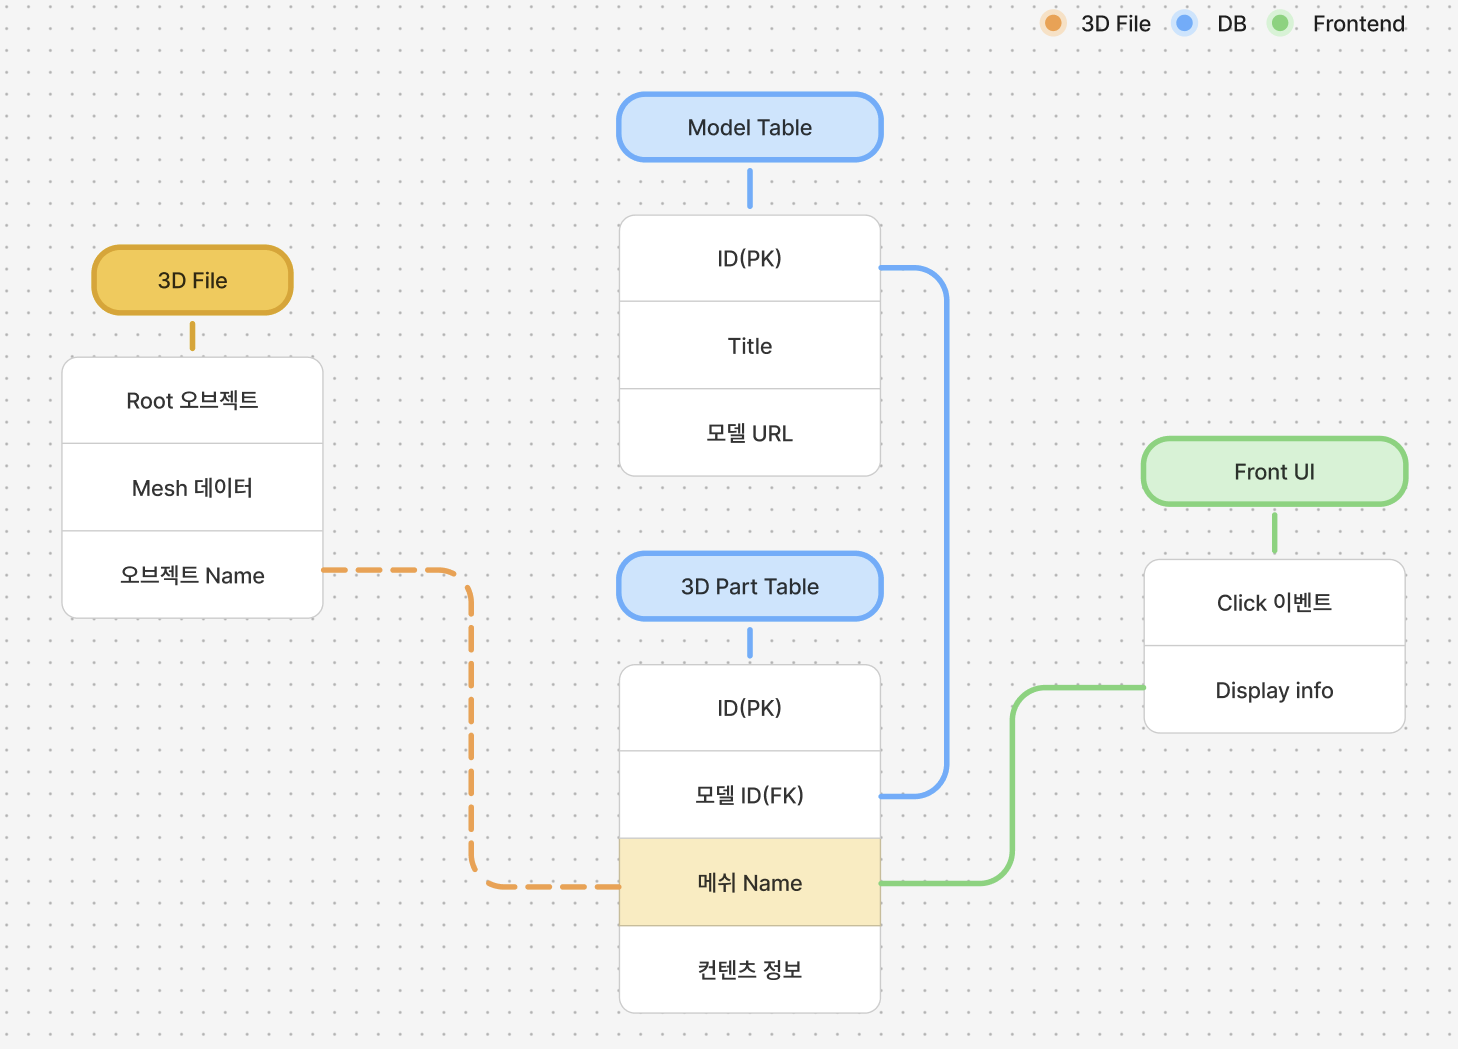 3D File
DB
Frontend
Model Table
ID(PK)
Title
모델 URL
3D File
Root 오브젝트
Mesh 데이터
오브젝트 Name
3D Part Table
ID(PK)
모델 ID(FK)
메쉬 Name
컨텐츠 정보
Front UI
Click 이벤트
Display info